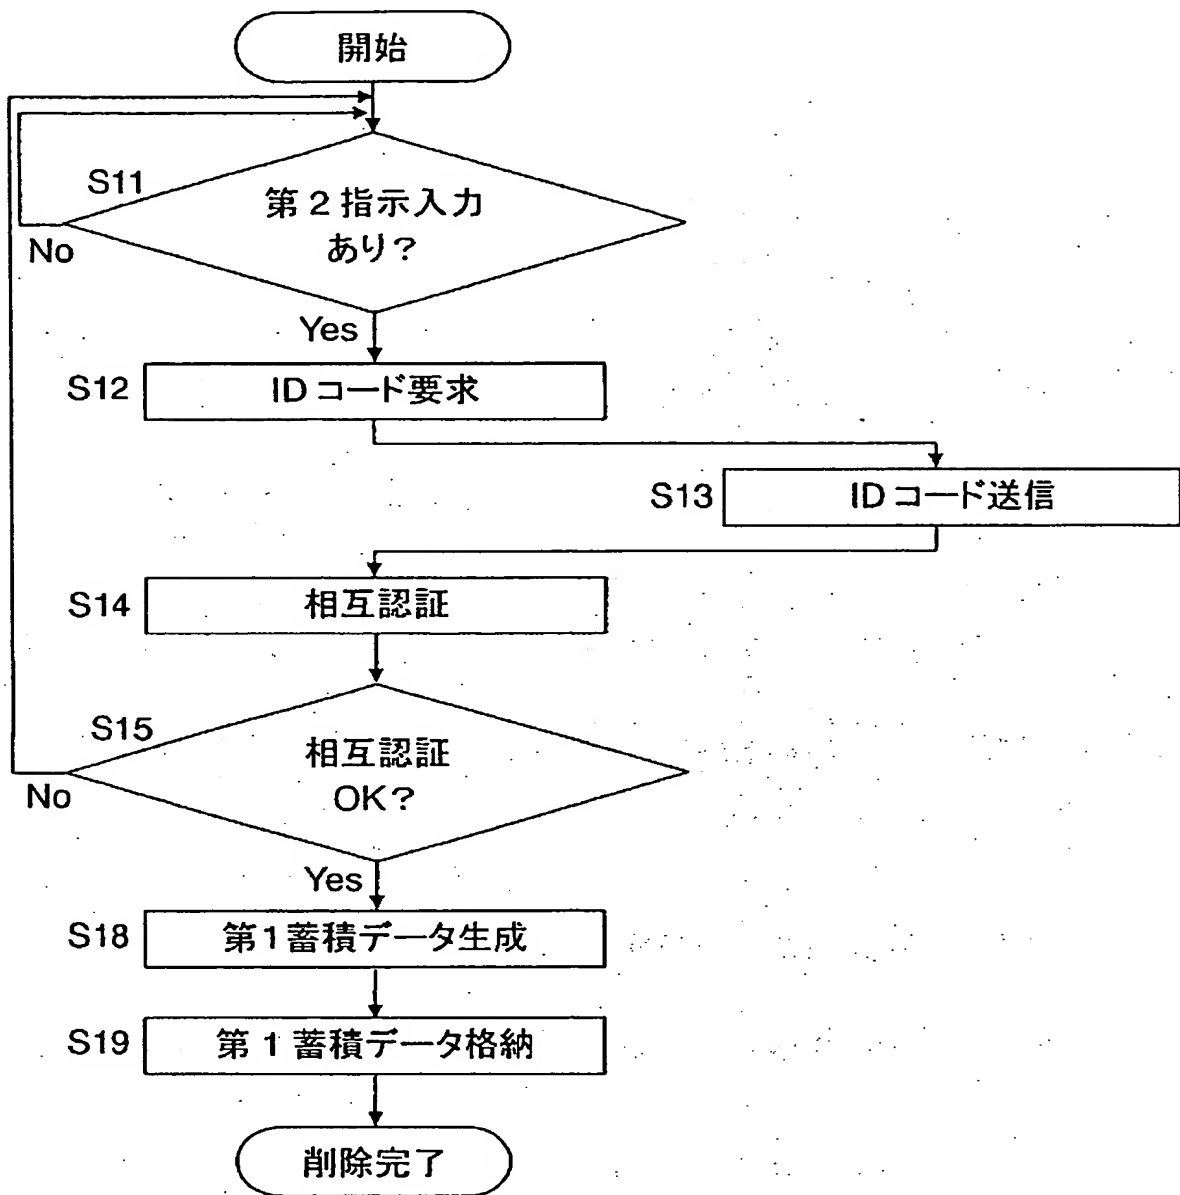 開始
S11
第2指示入力
あり?
No
Yes
S12
IDコード要求
S13
IDコード送信
S14
相互認証
S15
相互認証
OK?
No
Yes
S18
第1蓄積データ生成
S19
第1蓄積データ格納
削除完了